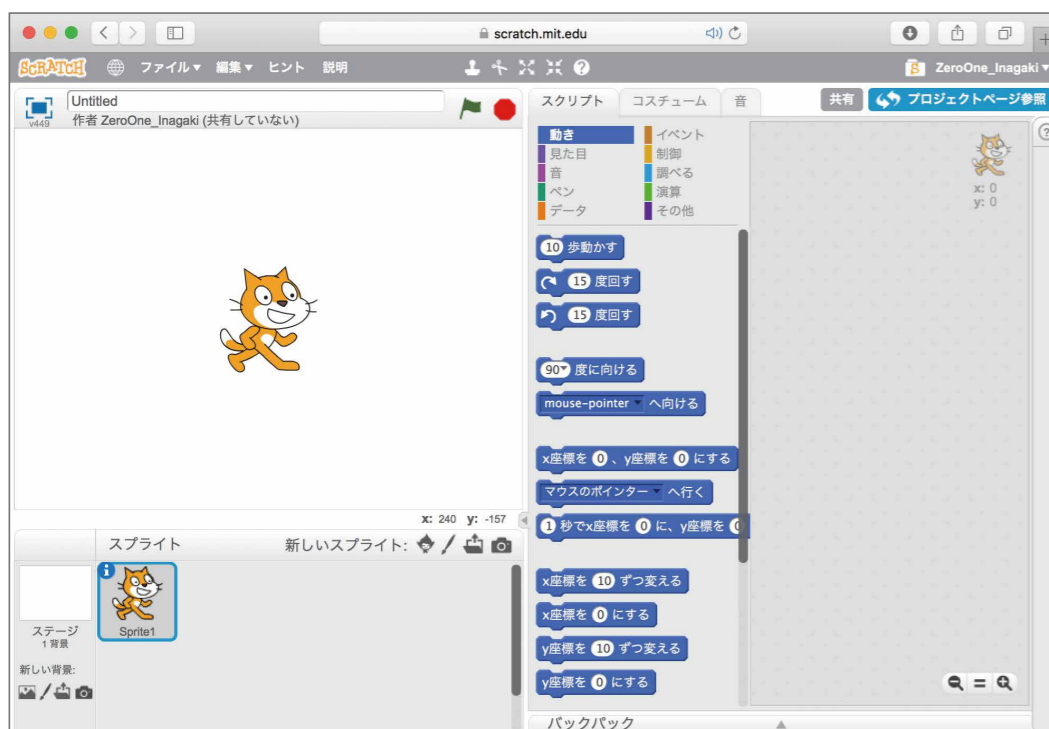 scratch.mit.edu
SCRATCH ファイル▼ 編集▼ ヒント 説明 ZeroOne_Inagaki▼
v449
Untitled
作者 ZeroOne_Inagaki (共有していない)
x: 240 y: -157
スプライト 新しいスプライト:
ステージ
1 背景
新しい背景:
Sprite1
スクリプト コスチューム 音 共有 プロジェクトページ参照
動き イベント
見た目 制御
音 調べる
ペン 演算
データ その他
10 歩動かす
15 度回す
15 度回す
90▼ 度に向ける
mouse-pointer へ向ける
x座標を 0 、y座標を 0 にする
マウスのポインター へ行く
1 秒でx座標を 0 に、y座標を 0
x座標を 10 ずつ変える
x座標を 0 にする
y座標を 10 ずつ変える
y座標を 0 にする
x: 0
y: 0
バックパック